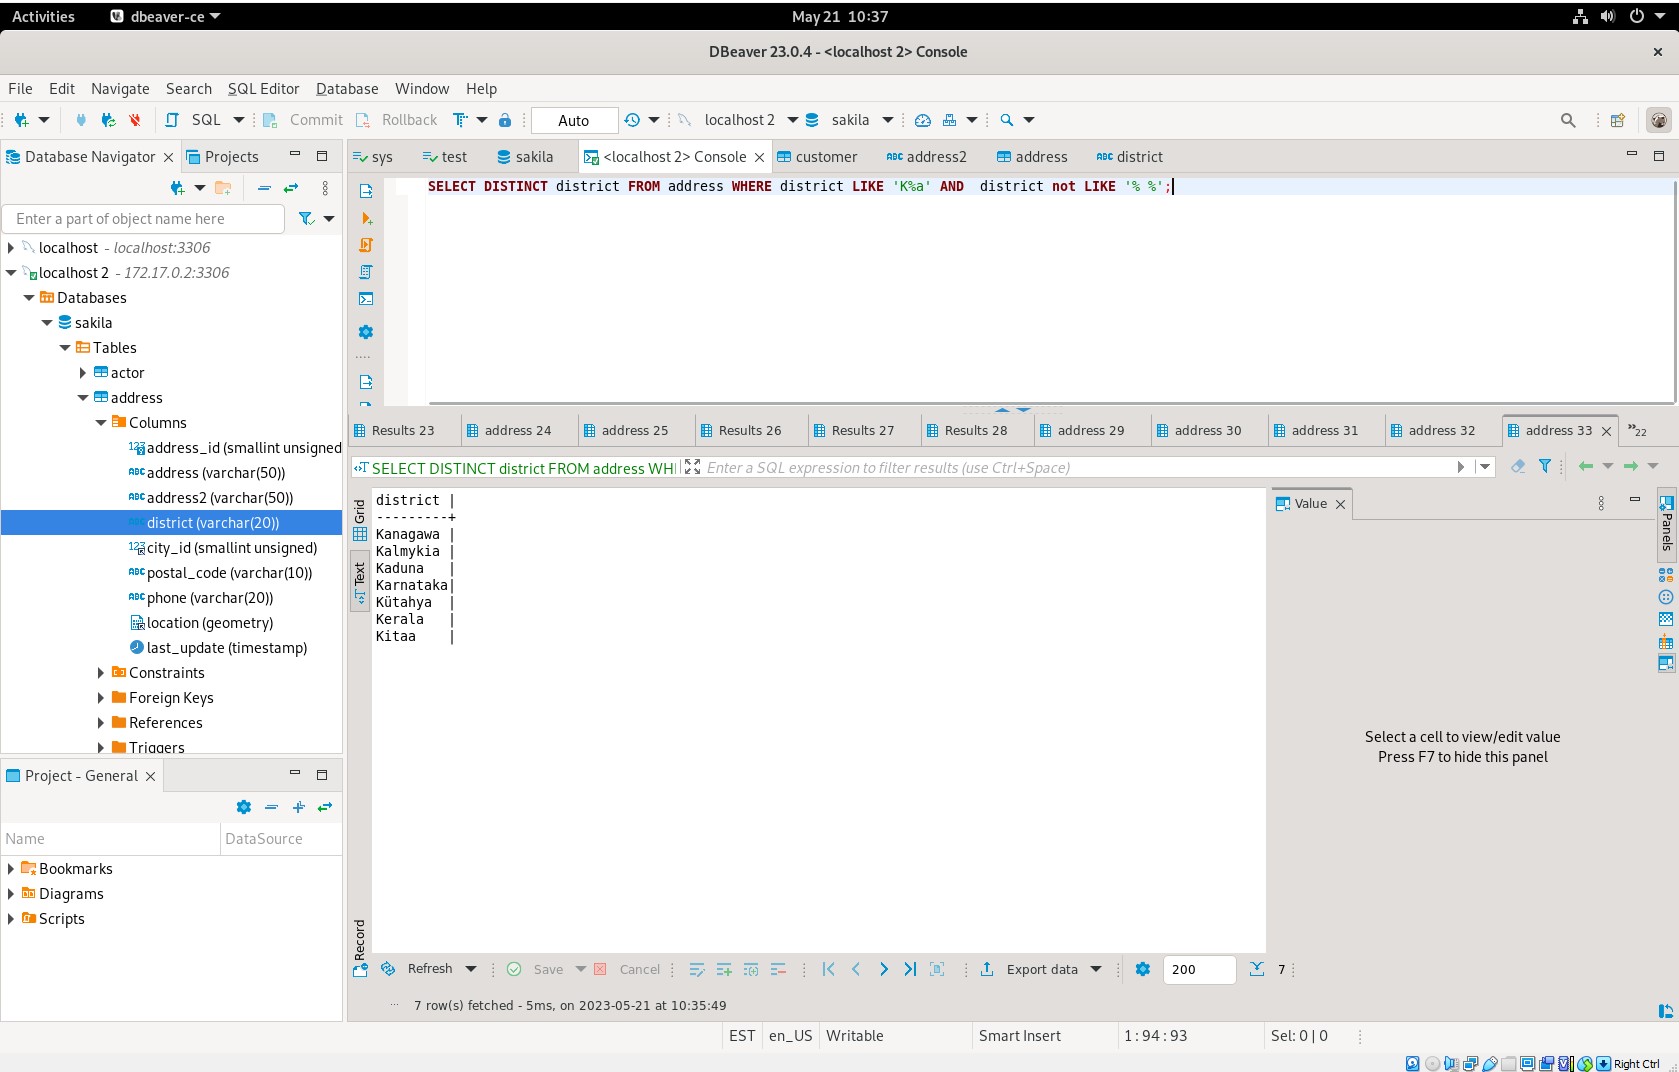 Activities dbeaver-ce May 21 10:37
DBeaver 23.0.4 - <localhost 2> Console
File Edit Navigate Search SQL Editor Database Window Help
SQL Commit Rollback Auto localhost 2 sakila
Database Navigator Projects
Enter a part of object name here
localhost - localhost:3306
localhost 2 - 172.17.0.2:3306
Databases
sakila
Tables
actor
address
Columns
address_id (smallint unsigned
address (varchar(50))
address2 (varchar(50))
district (varchar(20))
city_id (smallint unsigned)
postal_code (varchar(10))
phone (varchar(20))
location (geometry)
last_update (timestamp)
Constraints
Foreign Keys
References
Triggers
Project - General
Name DataSource
Bookmarks
Diagrams
Scripts
sys test sakila <localhost 2> Console customer address2 address district
SELECT DISTINCT district FROM address WHERE district LIKE 'K%a' AND  district not LIKE '% %';
Results 23 address 24 address 25 Results 26 Results 27 Results 28 address 29 address 30 address 31 address 32 address 33 »22
SELECT DISTINCT district FROM address WHI Enter a SQL expression to filter results (use Ctrl+Space)
Grid
Text
Record
district |
---------+
Kanagawa |
Kalmykia |
Kaduna   |
Karnataka|
Kütahya  |
Kerala   |
Kitaa    |
Value
Select a cell to view/edit value
Press F7 to hide this panel
Panels
Refresh Save Cancel Export data 200 7
... 7 row(s) fetched - 5ms, on 2023-05-21 at 10:35:49
EST en_US Writable Smart Insert 1 : 94 : 93 Sel: 0 | 0
Right Ctrl